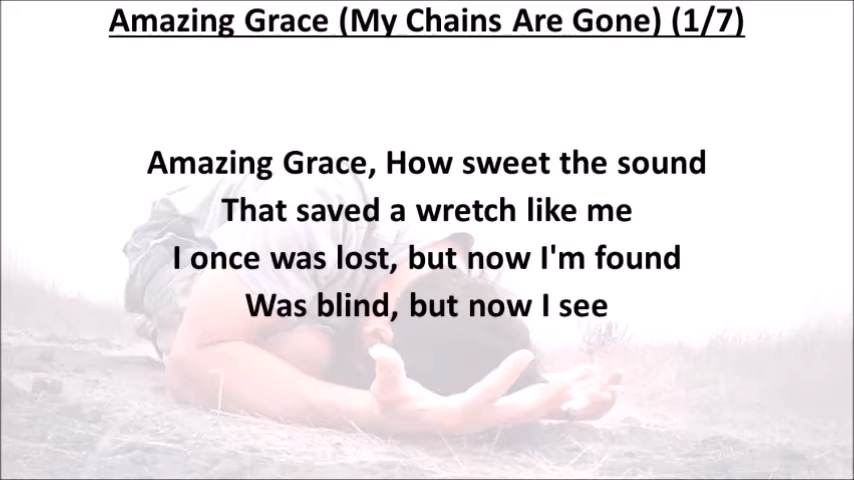 Amazing Grace (My Chains Are Gone) (1/7)
Amazing Grace, How sweet the sound
That saved a wretch like me
I once was lost, but now I'm found
Was blind, but now I see